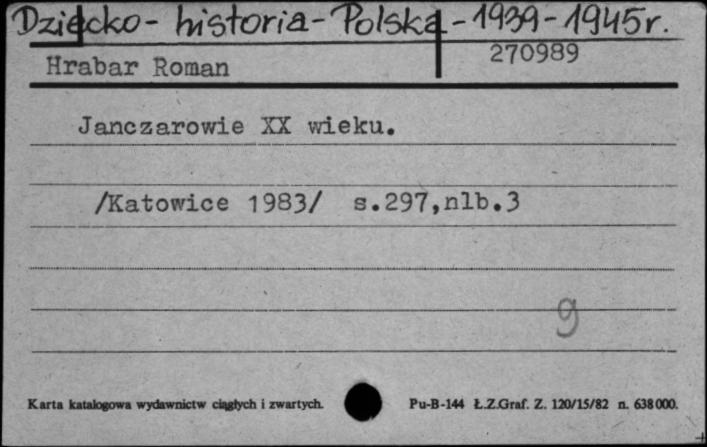 Dziecko - historia - Polska - 1939 - 1945 r.
Hrabar Roman 270989
Janczarowie XX wieku.
/Katowice 1983/ s.297,nlb.3
9
Karta katalogowa wydawnictw ciągłych i zwartych. Pu-B-144 Ł.Z.Graf. Z. 120/15/82 n. 638000.